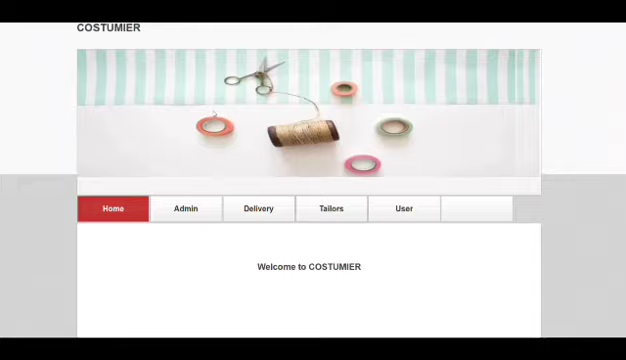 COSTUMIER
Home Admin Delivery Tailors User
Welcome to COSTUMIER